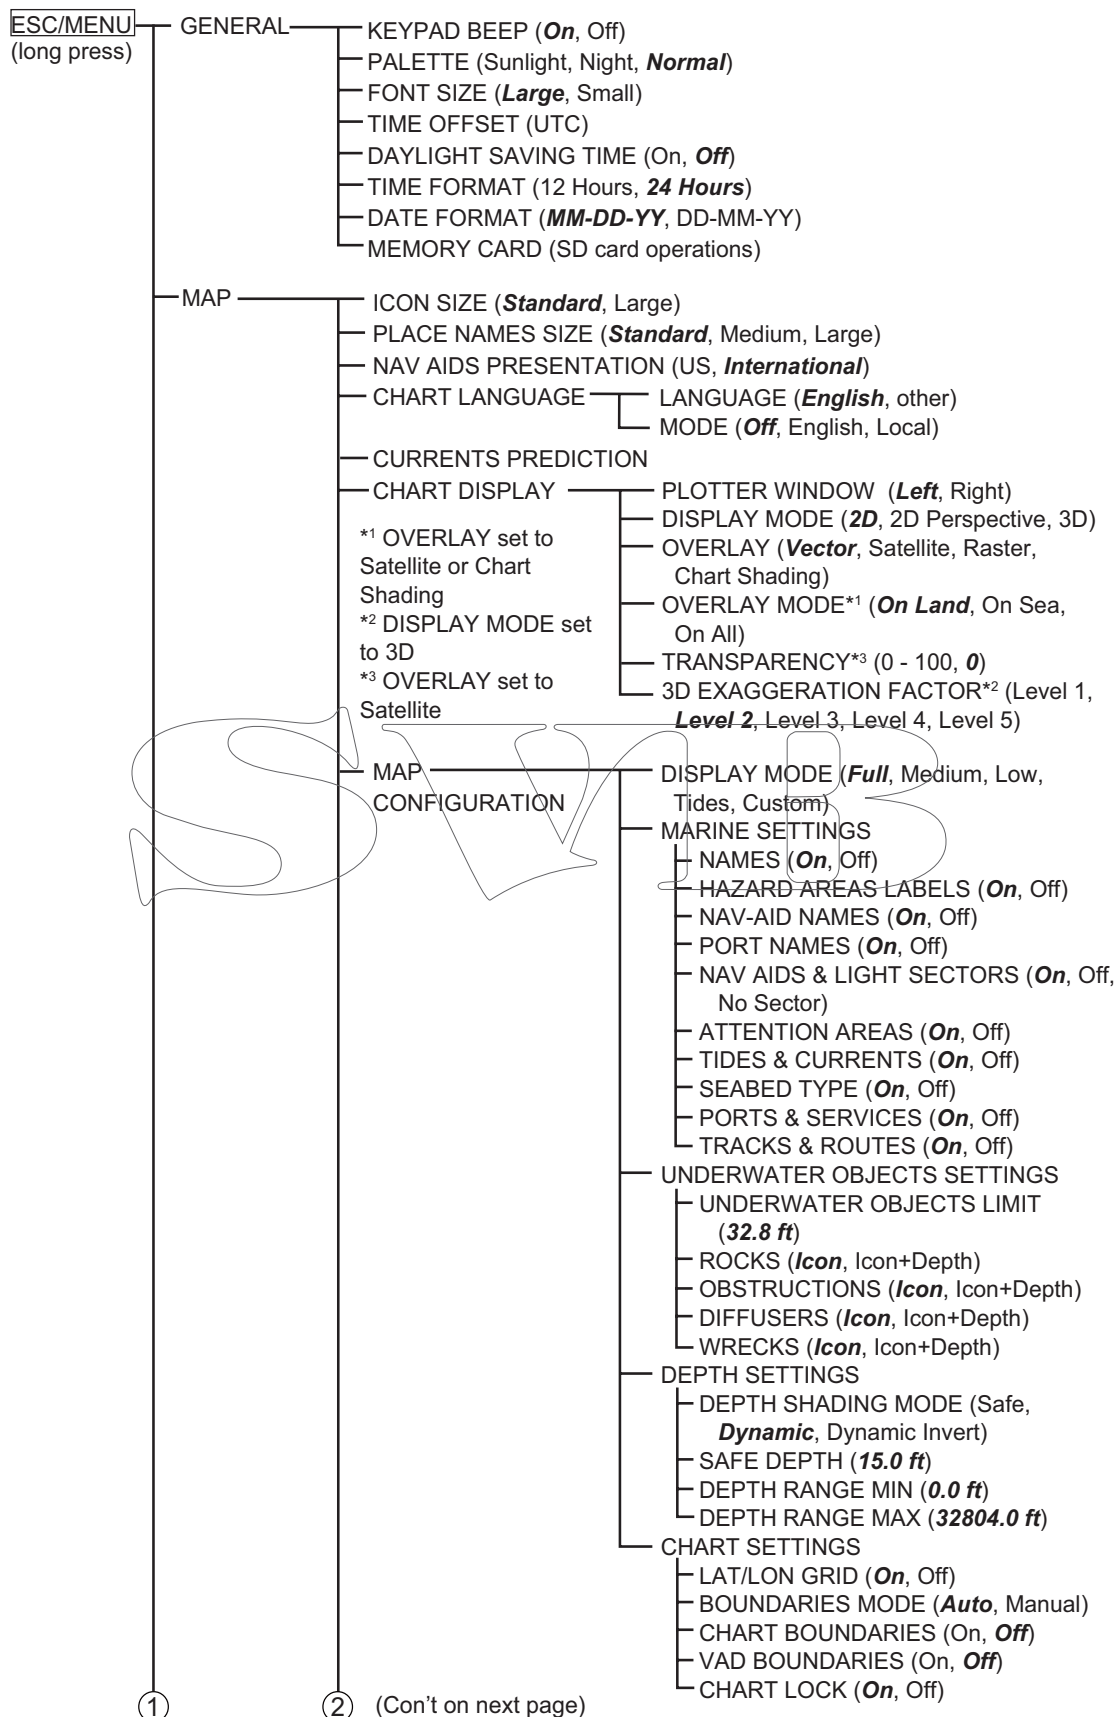 ESC/MENU
(long press)
GENERAL
KEYPAD BEEP (On, Off)
PALETTE (Sunlight, Night, Normal)
FONT SIZE (Large, Small)
TIME OFFSET (UTC)
DAYLIGHT SAVING TIME (On, Off)
TIME FORMAT (12 Hours, 24 Hours)
DATE FORMAT (MM-DD-YY, DD-MM-YY)
MEMORY CARD (SD card operations)
MAP
ICON SIZE (Standard, Large)
PLACE NAMES SIZE (Standard, Medium, Large)
NAV AIDS PRESENTATION (US, International)
CHART LANGUAGE
LANGUAGE (English, other)
MODE (Off, English, Local)
CURRENTS PREDICTION
CHART DISPLAY
PLOTTER WINDOW (Left, Right)
DISPLAY MODE (2D, 2D Perspective, 3D)
OVERLAY (Vector, Satellite, Raster,
Chart Shading)
OVERLAY MODE*1 (On Land, On Sea,
On All)
TRANSPARENCY*3 (0 - 100, 0)
3D EXAGGERATION FACTOR*2 (Level 1,
Level 2, Level 3, Level 4, Level 5)
*1 OVERLAY set to
Satellite or Chart
Shading
*2 DISPLAY MODE set
to 3D
*3 OVERLAY set to
Satellite
MAP
CONFIGURATION
DISPLAY MODE (Full, Medium, Low,
Tides, Custom)
MARINE SETTINGS
NAMES (On, Off)
HAZARD AREAS LABELS (On, Off)
NAV-AID NAMES (On, Off)
PORT NAMES (On, Off)
NAV AIDS & LIGHT SECTORS (On, Off,
No Sector)
ATTENTION AREAS (On, Off)
TIDES & CURRENTS (On, Off)
SEABED TYPE (On, Off)
PORTS & SERVICES (On, Off)
TRACKS & ROUTES (On, Off)
UNDERWATER OBJECTS SETTINGS
UNDERWATER OBJECTS LIMIT
(32.8 ft)
ROCKS (Icon, Icon+Depth)
OBSTRUCTIONS (Icon, Icon+Depth)
DIFFUSERS (Icon, Icon+Depth)
WRECKS (Icon, Icon+Depth)
DEPTH SETTINGS
DEPTH SHADING MODE (Safe,
Dynamic, Dynamic Invert)
SAFE DEPTH (15.0 ft)
DEPTH RANGE MIN (0.0 ft)
DEPTH RANGE MAX (32804.0 ft)
CHART SETTINGS
LAT/LON GRID (On, Off)
BOUNDARIES MODE (Auto, Manual)
CHART BOUNDARIES (On, Off)
VAD BOUNDARIES (On, Off)
CHART LOCK (On, Off)
1
2
(Con't on next page)
SVB